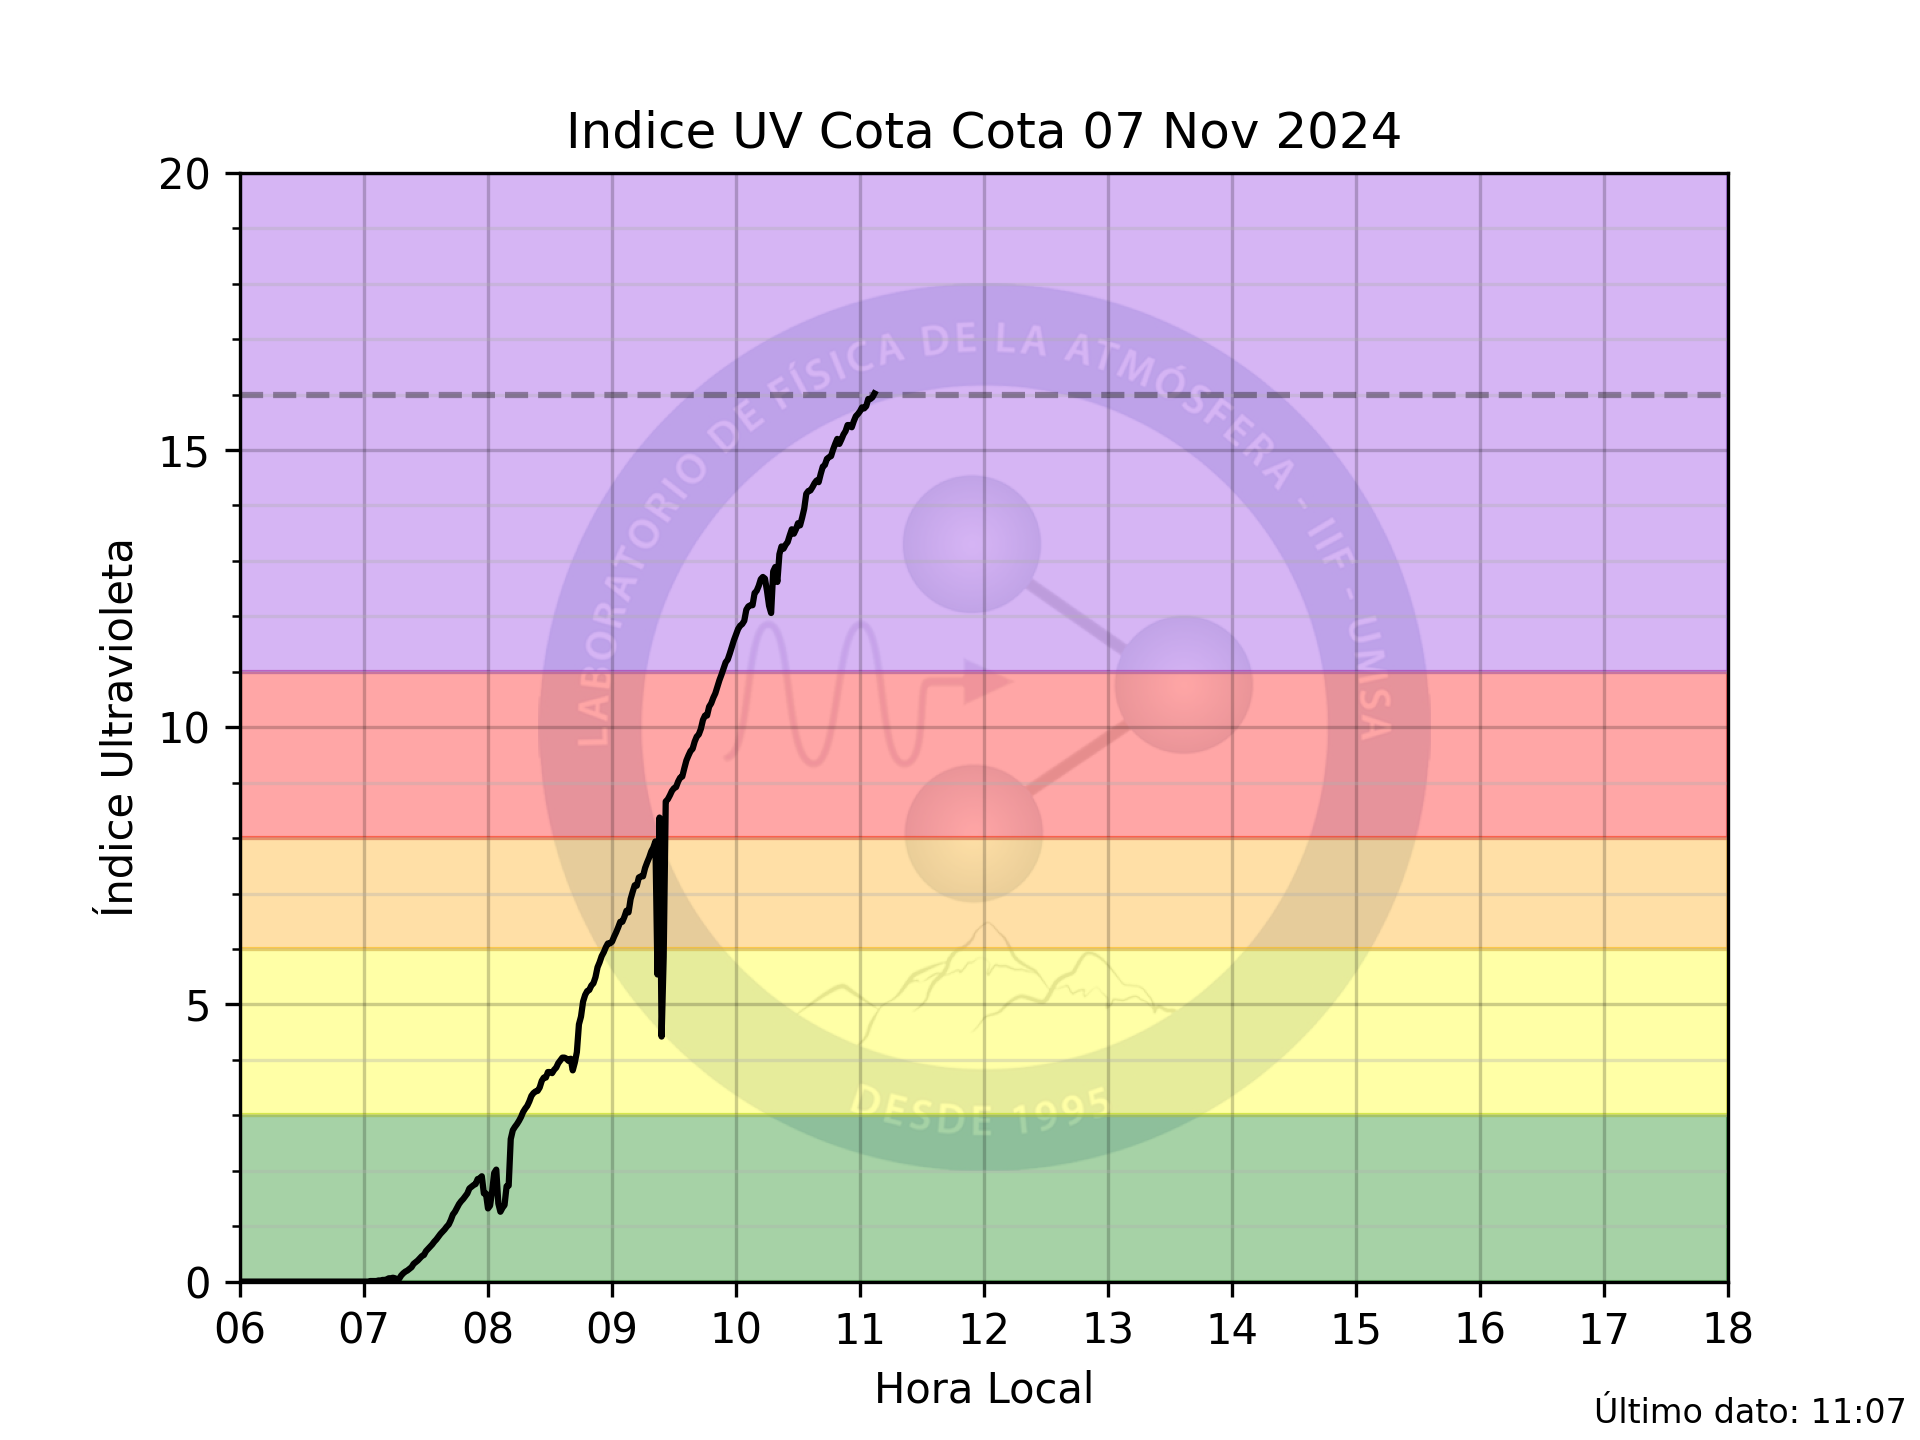 Indice UV Cota Cota 07 Nov 2024
20
15
10
5
0
Índice Ultravioleta
LABORATORIO DE FÍSICA DE LA ATMÓSFERA - IIF - UMSA
DESDE 1995
06 07 08 09 10 11 12 13 14 15 16 17 18
Hora Local
Último dato: 11:07